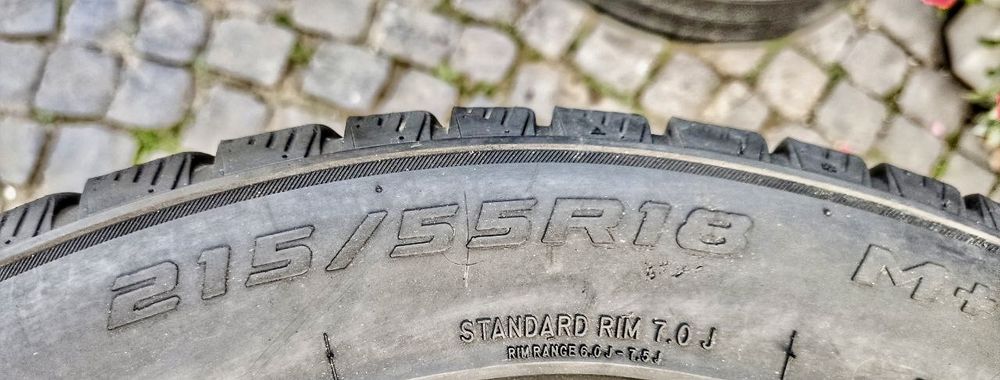 215/55R18 M+
STANDARD RIM 7.0 J
RIM RANGE 6.0 J - 7.5 J